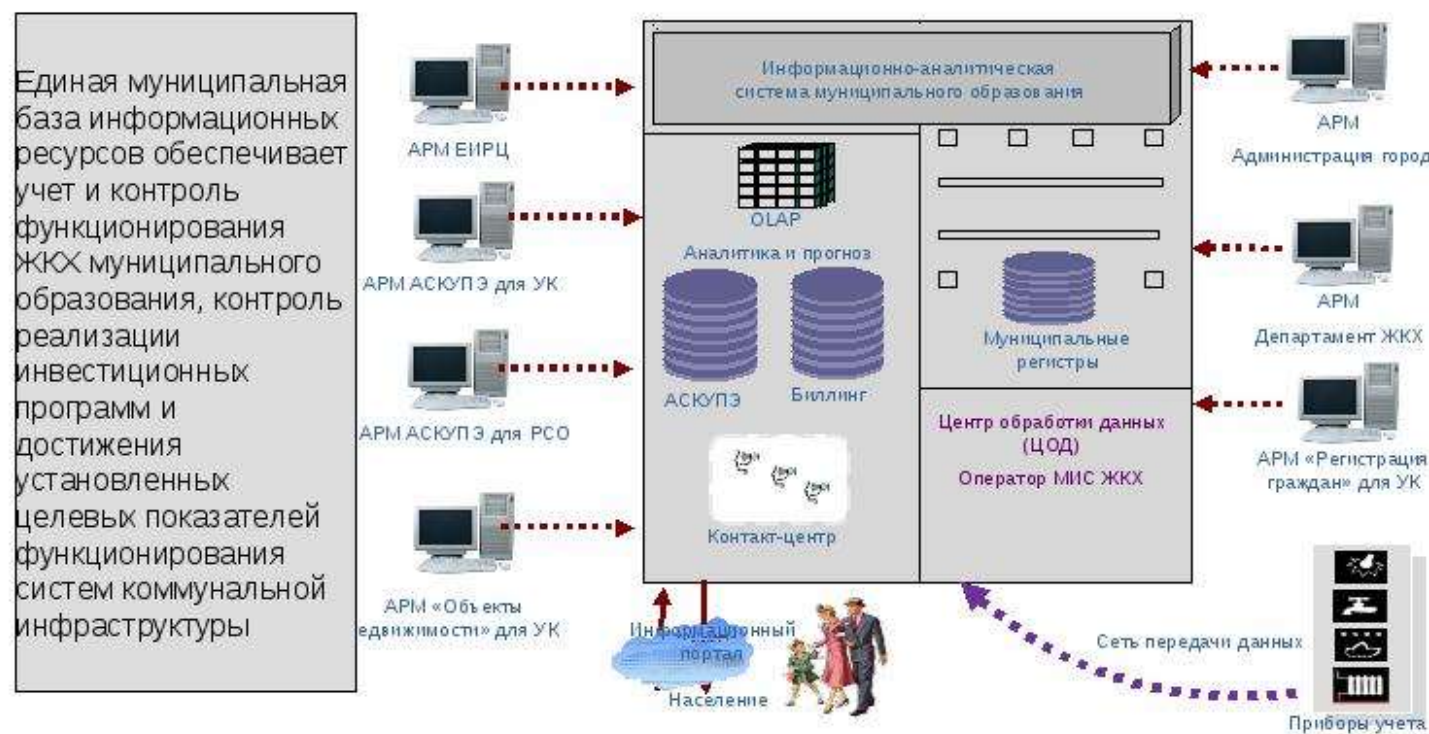 Единая муниципальная
база информационных
ресурсов обеспечивает
учет и контроль
функционирования
ЖКХ муниципального
образования, контроль
реализации
инвестиционных
программ и
достижения
установленных
целевых показателей
функционирования
систем коммунальной
инфраструктуры
АРМ ЕИРЦ
АРМ АСКУПЭ для УК
АРМ АСКУПЭ для РСО
АРМ «Объекты
едвижимости» для УК
Информационно-аналитическая
система муниципального образования
OLAP
Аналитика и прогноз
АСКУПЭ
Биллинг
Контакт-центр
Муниципальные
регистры
Центр обработки данных
(ЦОД)
Оператор МИС ЖКХ
Информационный
портал
Население
АРМ
Администрация город
АРМ
Департамент ЖКХ
АРМ «Регистрация
граждан» для УК
Сеть передачи данных
Приборы учета